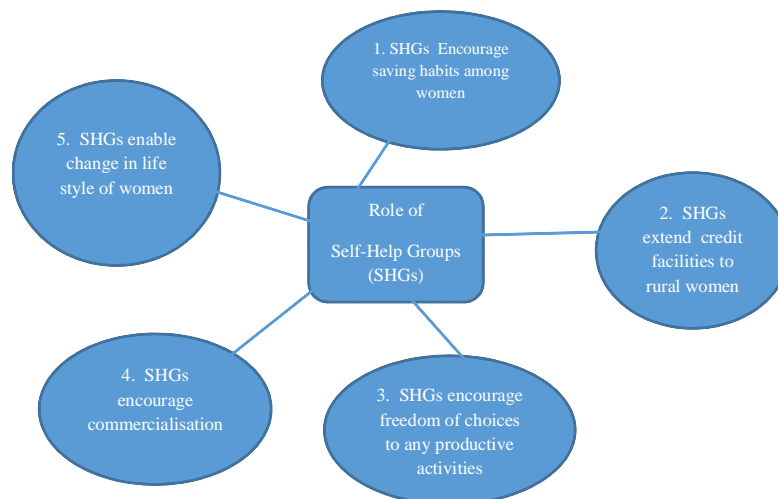 Role of
Self-Help Groups
(SHGs)
1. SHGs Encourage
saving habits among
women
2. SHGs
extend credit
facilities to
rural women
3. SHGs encourage
freedom of choices
to any productive
activities
4. SHGs
encourage
commercialisation
5. SHGs enable
change in life
style of women